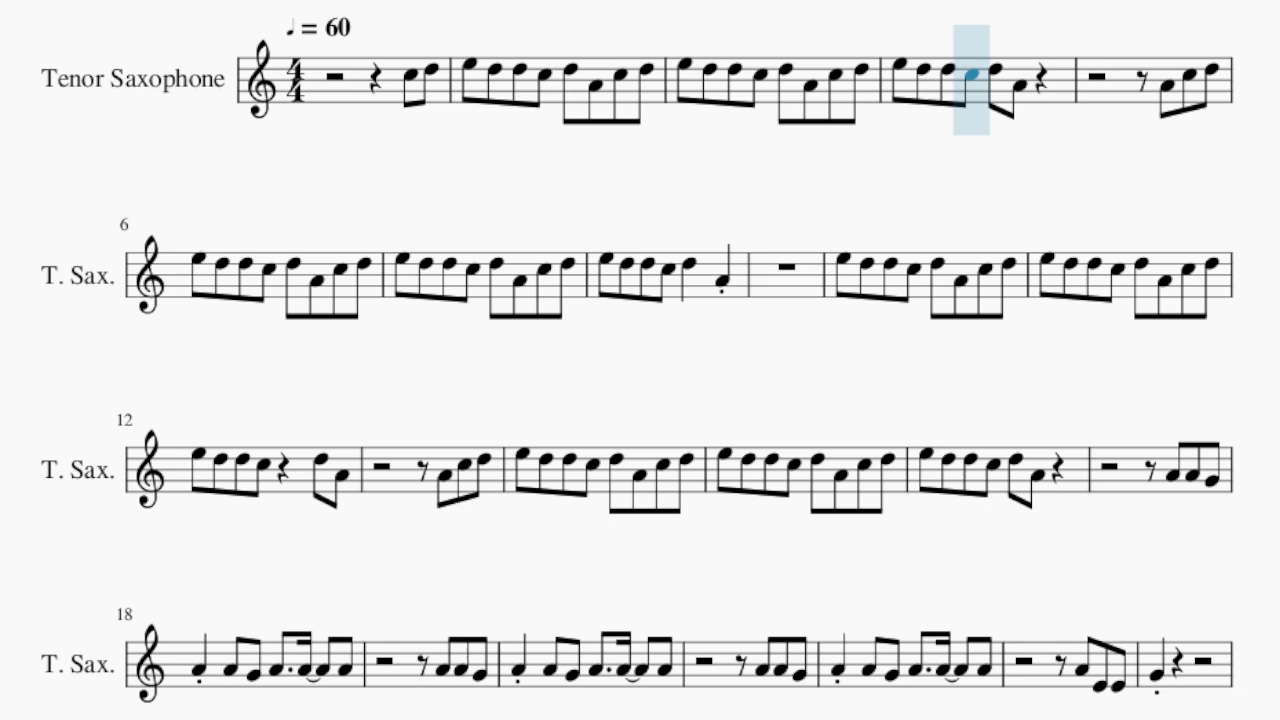 ♩ = 60
Tenor Saxophone
4
4
6
T. Sax.
12
T. Sax.
18
T. Sax.